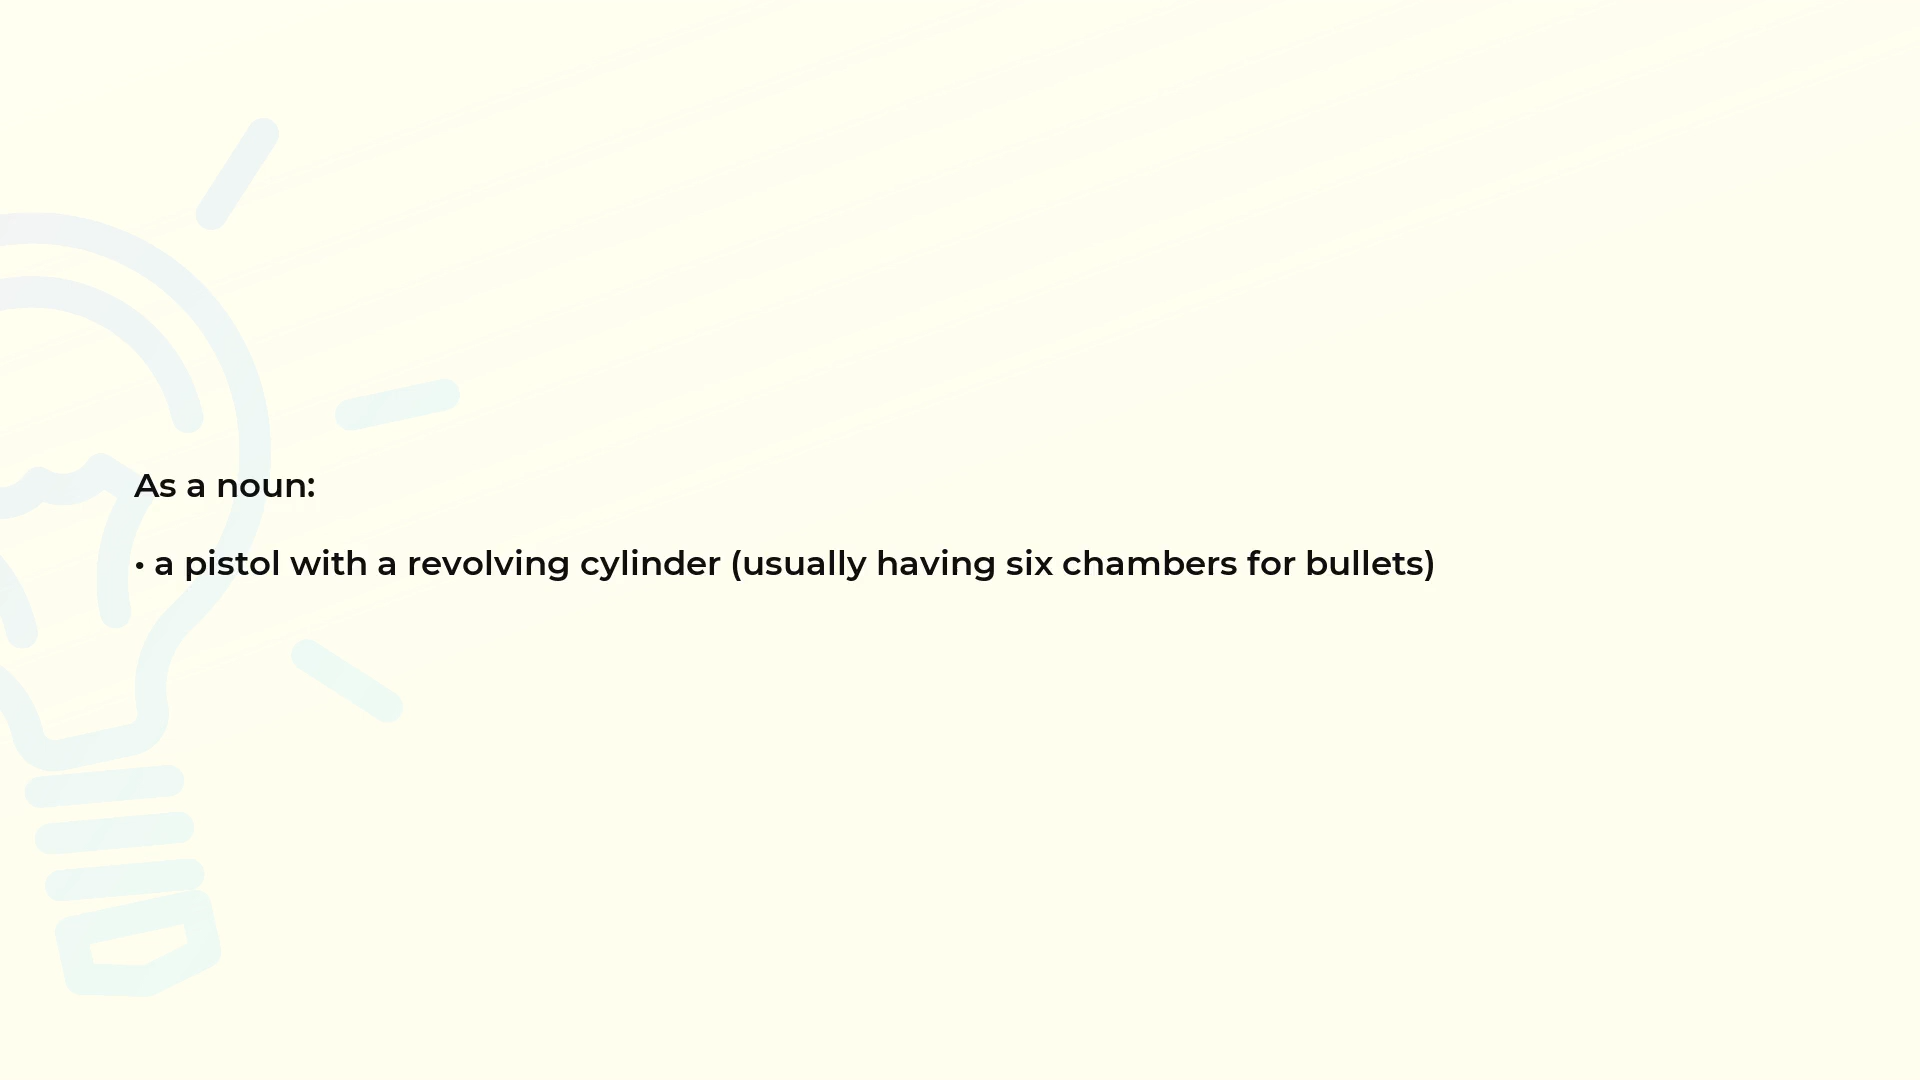 As a noun:
• a pistol with a revolving cylinder (usually having six chambers for bullets)